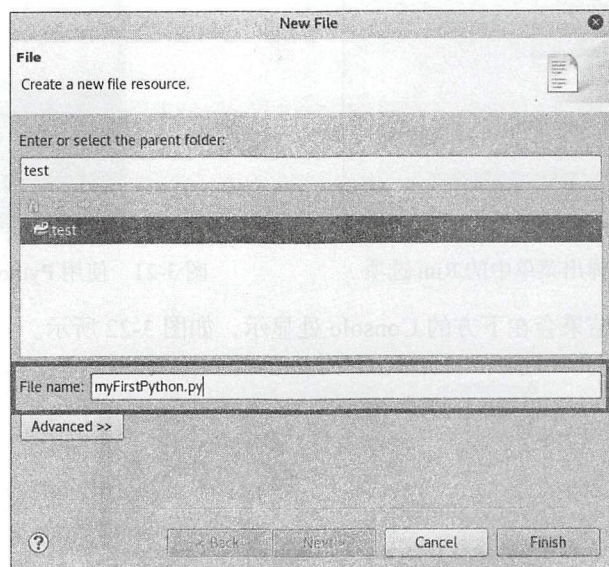 New File
File
Create a new file resource.
Enter or select the parent folder:
test
test
File name: myFirstPython.py
Advanced >>
< Back
Next >
Cancel
Finish